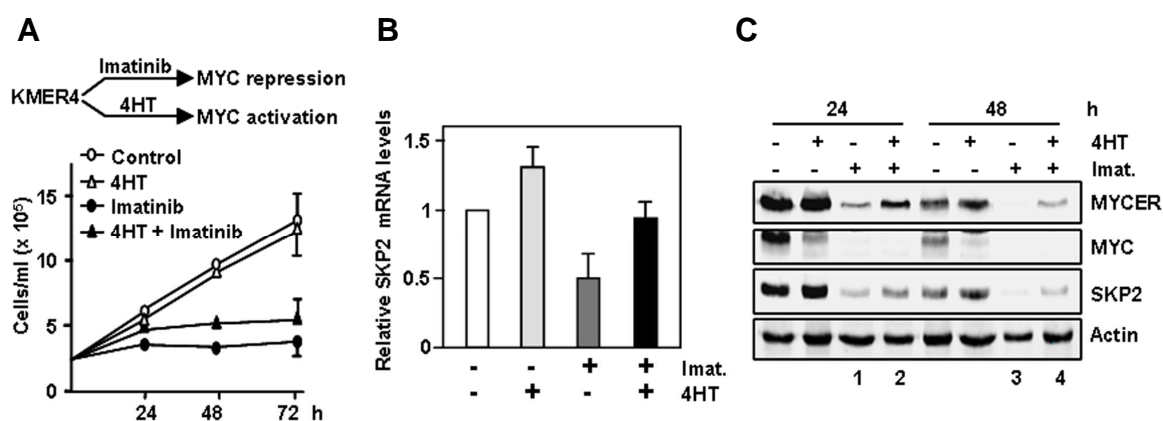 A
B
C
Imatinib
MYC repression
KMER4
4HT
MYC activation
Control
4HT
Imatinib
4HT + Imatinib
Cells/ml (x 10⁵)
15
10
5
0
24 48 72 h
Relative SKP2 mRNA levels
1.5
1
0.5
0
- - + + Imat.
- + - + 4HT
24 48 h
- + - + - + - + 4HT
- - + + - - + + Imat.
MYCER
MYC
SKP2
Actin
1 2 3 4